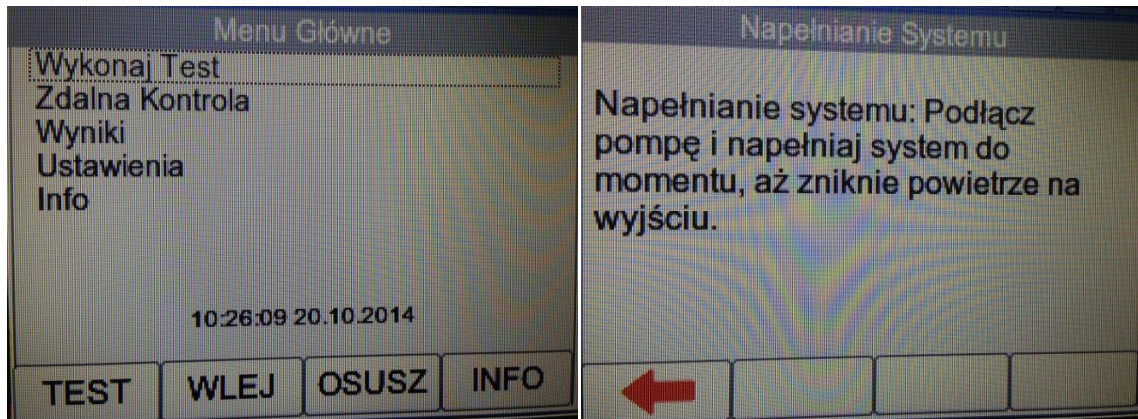 Menu Główne
Wykonaj Test
Zdalna Kontrola
Wyniki
Ustawienia
Info
10:26:09 20.10.2014
TEST WLEJ OSUSZ INFO
Napełnianie Systemu
Napełnianie systemu: Podłącz
pompę i napełniaj system do
momentu, aż zniknie powietrze na
wyjściu.